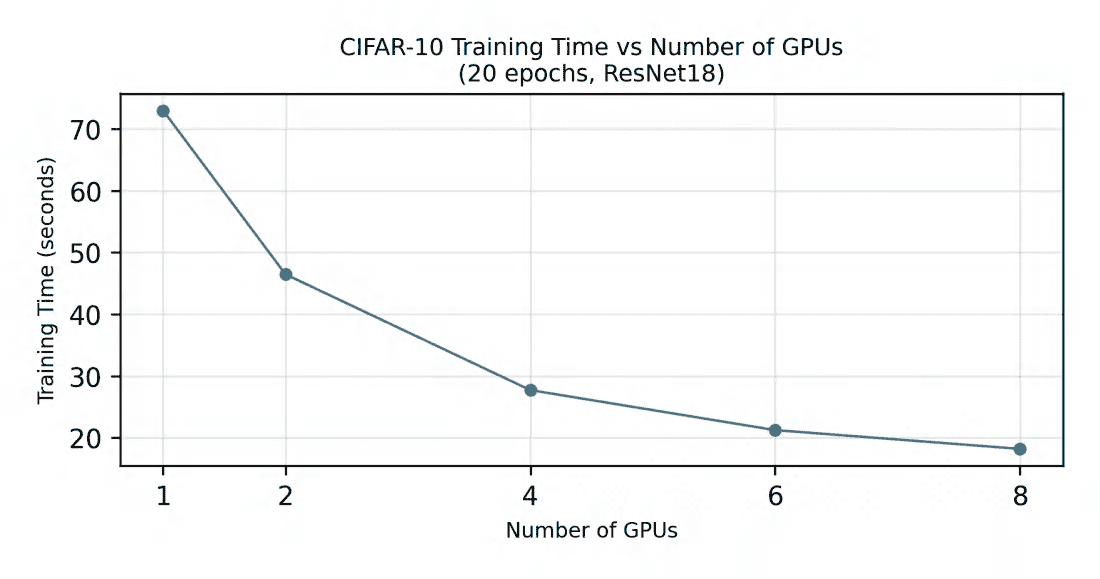 CIFAR-10 Training Time vs Number of GPUs
(20 epochs, ResNet18)
Training Time (seconds)
70
60
50
40
30
20
1 2 4 6 8
Number of GPUs